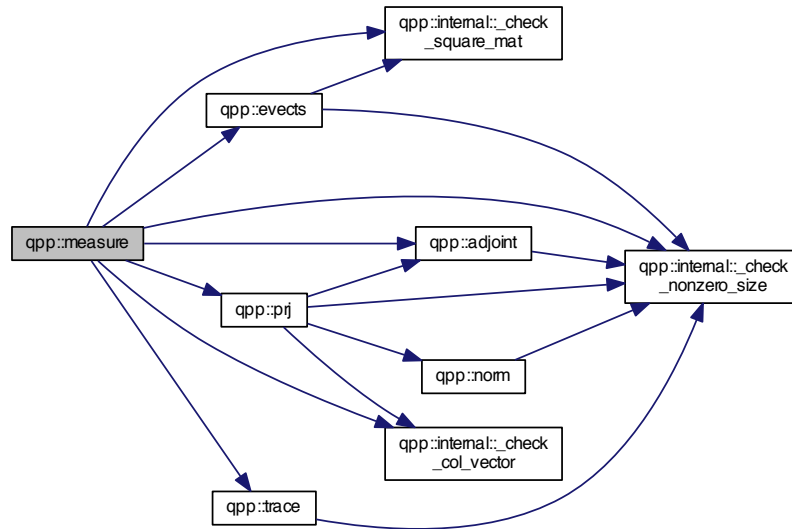 qpp::internal::_check
_square_mat
qpp::evects
qpp::measure
qpp::adjoint
qpp::internal::_check
_nonzero_size
qpp::prj
qpp::norm
qpp::internal::_check
_col_vector
qpp::trace